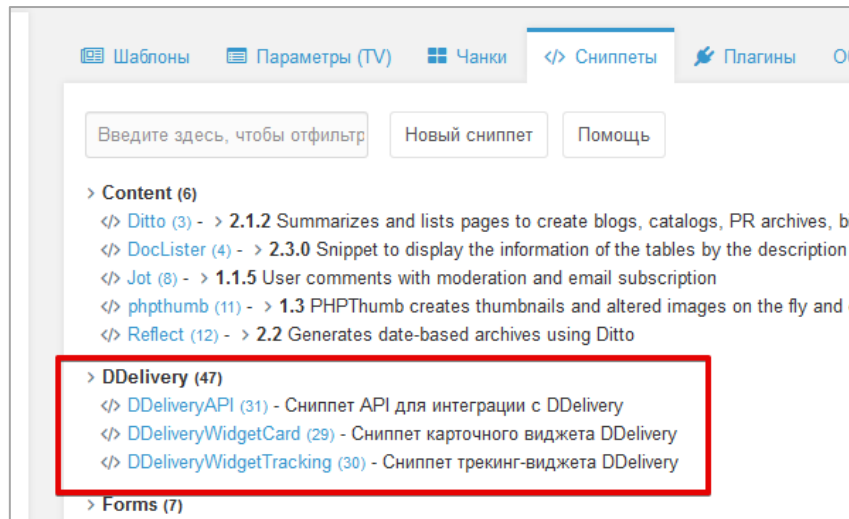 Шаблоны Параметры (TV) Чанки </> Сниппеты Плагины
Введите здесь, чтобы отфильтр Новый сниппет Помощь
> Content (6)
</> Ditto (3) - > 2.1.2 Summarizes and lists pages to create blogs, catalogs, PR archives, b
</> DocLister (4) - > 2.3.0 Snippet to display the information of the tables by the description
</> Jot (8) - > 1.1.5 User comments with moderation and email subscription
</> phpthumb (11) - > 1.3 PHPThumb creates thumbnails and altered images on the fly and
</> Reflect (12) - > 2.2 Generates date-based archives using Ditto
> DDelivery (47)
</> DDeliveryAPI (31) - Сниппет API для интеграции с DDelivery
</> DDeliveryWidgetCard (29) - Сниппет карточного виджета DDelivery
</> DDeliveryWidgetTracking (30) - Сниппет трекинг-виджета DDelivery
> Forms (7)